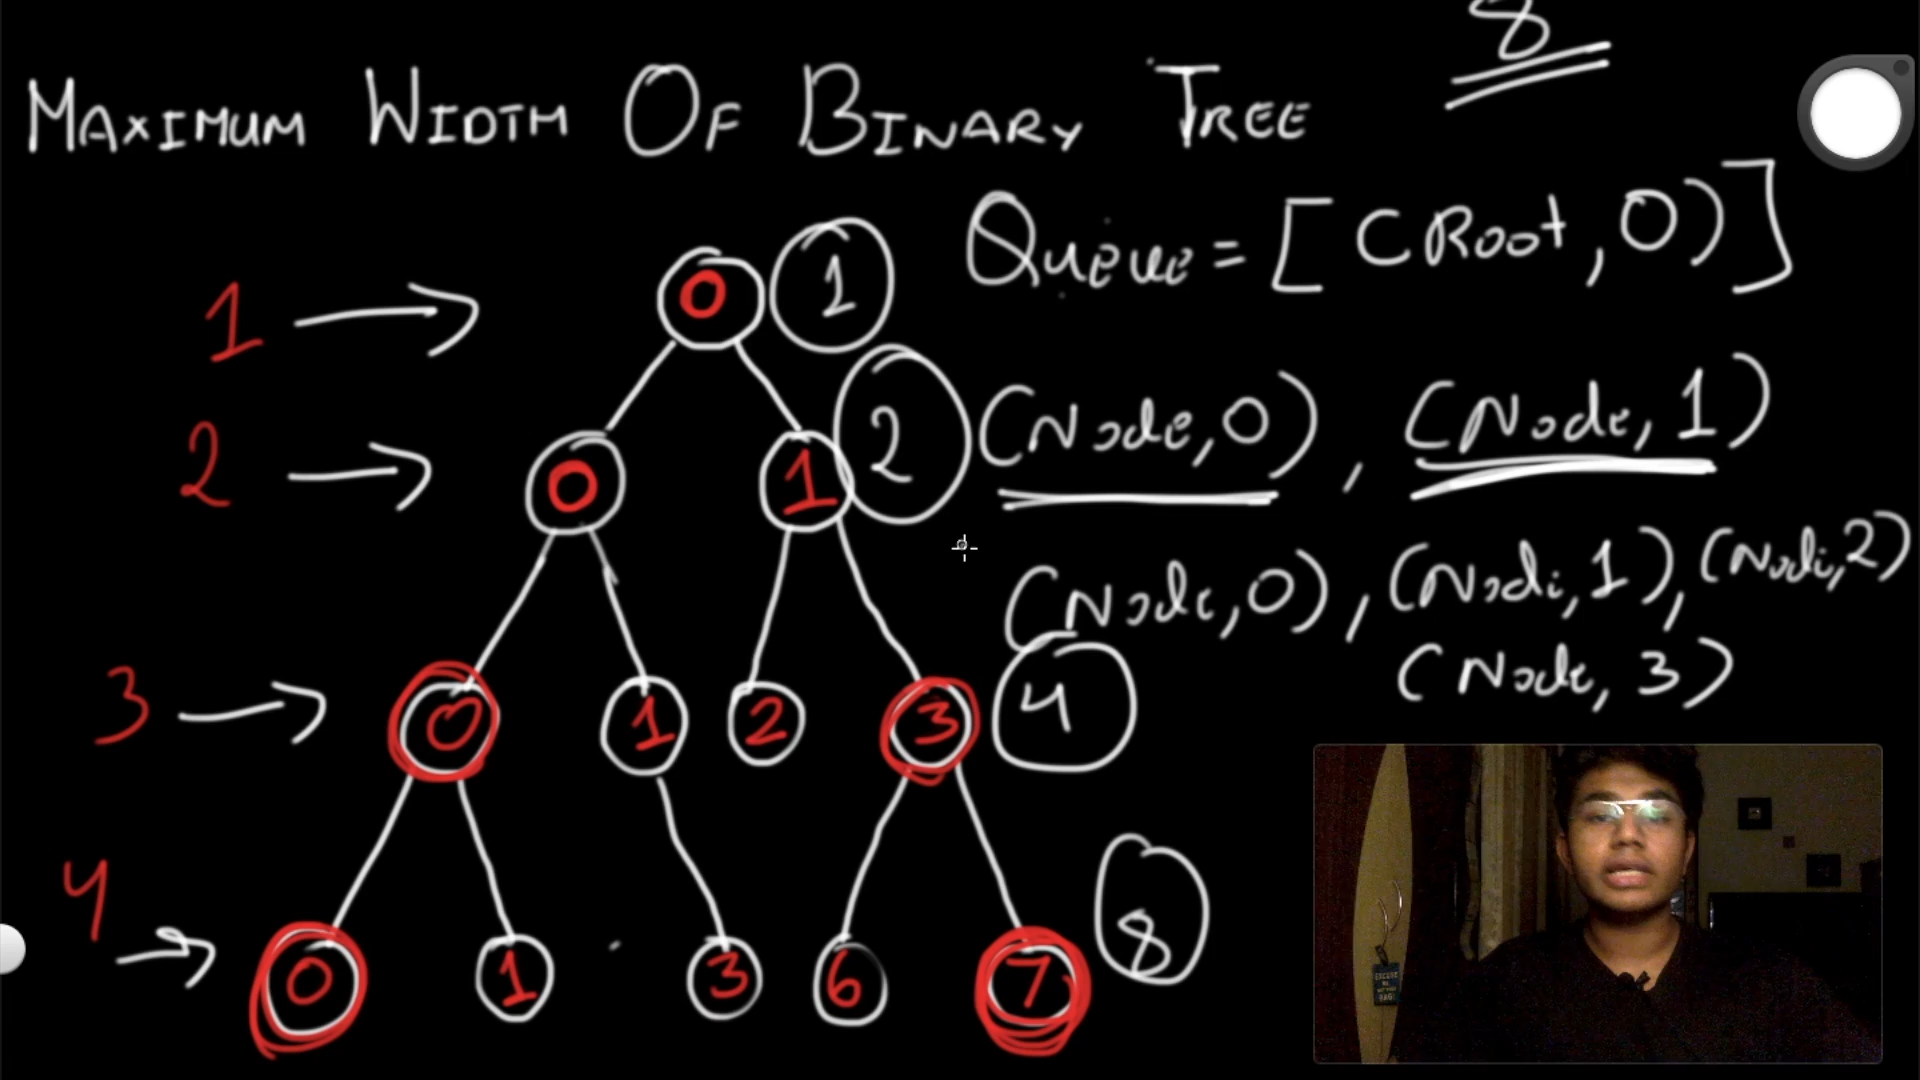 8
MAXIMUM WIDTH OF BINARY TREE
Queue = [(Root, 0)]
1 → 0 1
2 → 0 1 2 (Node, 0), (Node, 1)
(Node, 0), (Node, 1), (Node, 2)
(Node, 3)
3 → 0 1 2 3 4
4 → 0 1 3 6 7 8